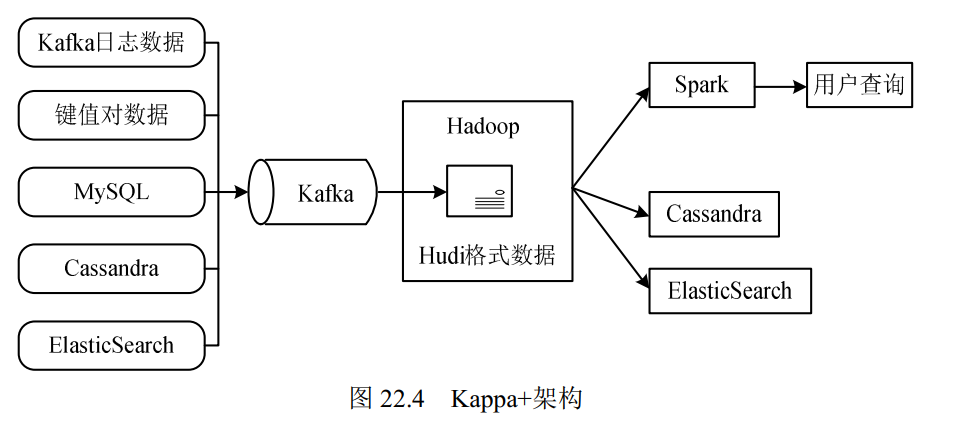 Kafka日志数据
键值对数据
MySQL
Cassandra
ElasticSearch
Kafka
Hadoop
Hudi格式数据
Spark
用户查询
Cassandra
ElasticSearch
图 22.4 Kappa+架构